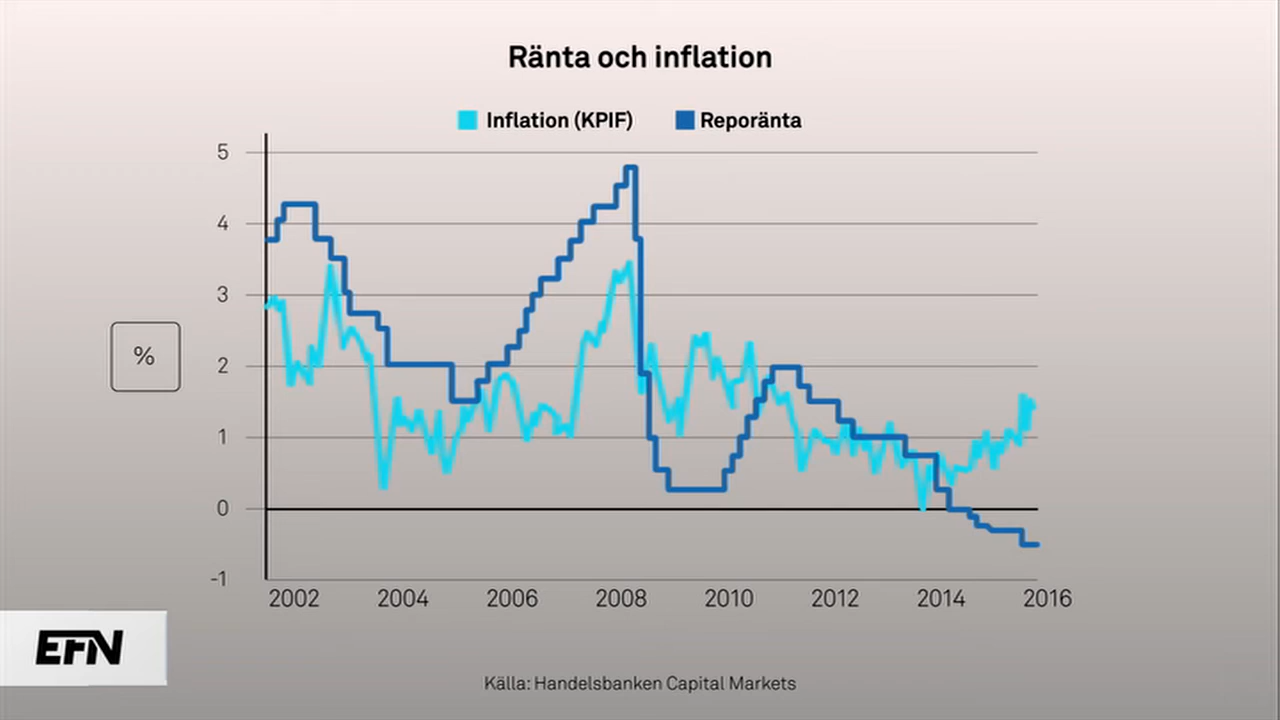 Ränta och inflation
Inflation (KPIF) Reporänta
5
4
3
2
1
0
-1
%
2002 2004 2006 2008 2010 2012 2014 2016
EFN
Källa: Handelsbanken Capital Markets